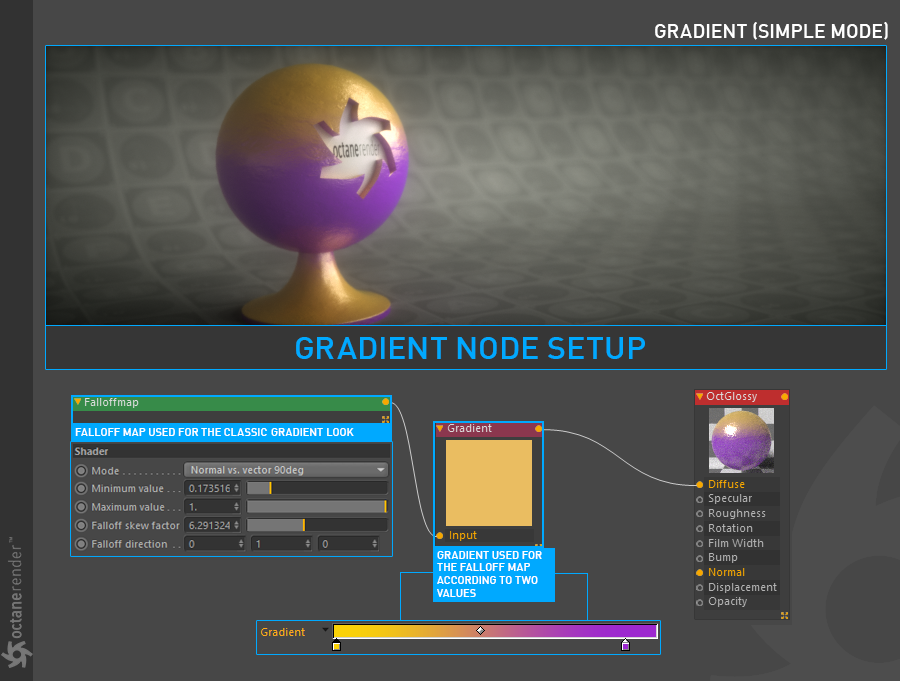 GRADIENT (SIMPLE MODE)
octanerender
GRADIENT NODE SETUP
Falloffmap
FALLOFF MAP USED FOR THE CLASSIC GRADIENT LOOK
Shader
Mode . . . . . . . . . . . Normal vs. vector 90deg
Minimum value . . . 0.173516
Maximum value . . . 1.
Falloff skew factor 6.291324
Falloff direction . . 0 1 0
Gradient
Input
GRADIENT USED FOR
THE FALLOFF MAP
ACCORDING TO TWO
VALUES
Gradient
OctGlossy
Diffuse
Specular
Roughness
Rotation
Film Width
Bump
Normal
Displacement
Opacity
octanerender™